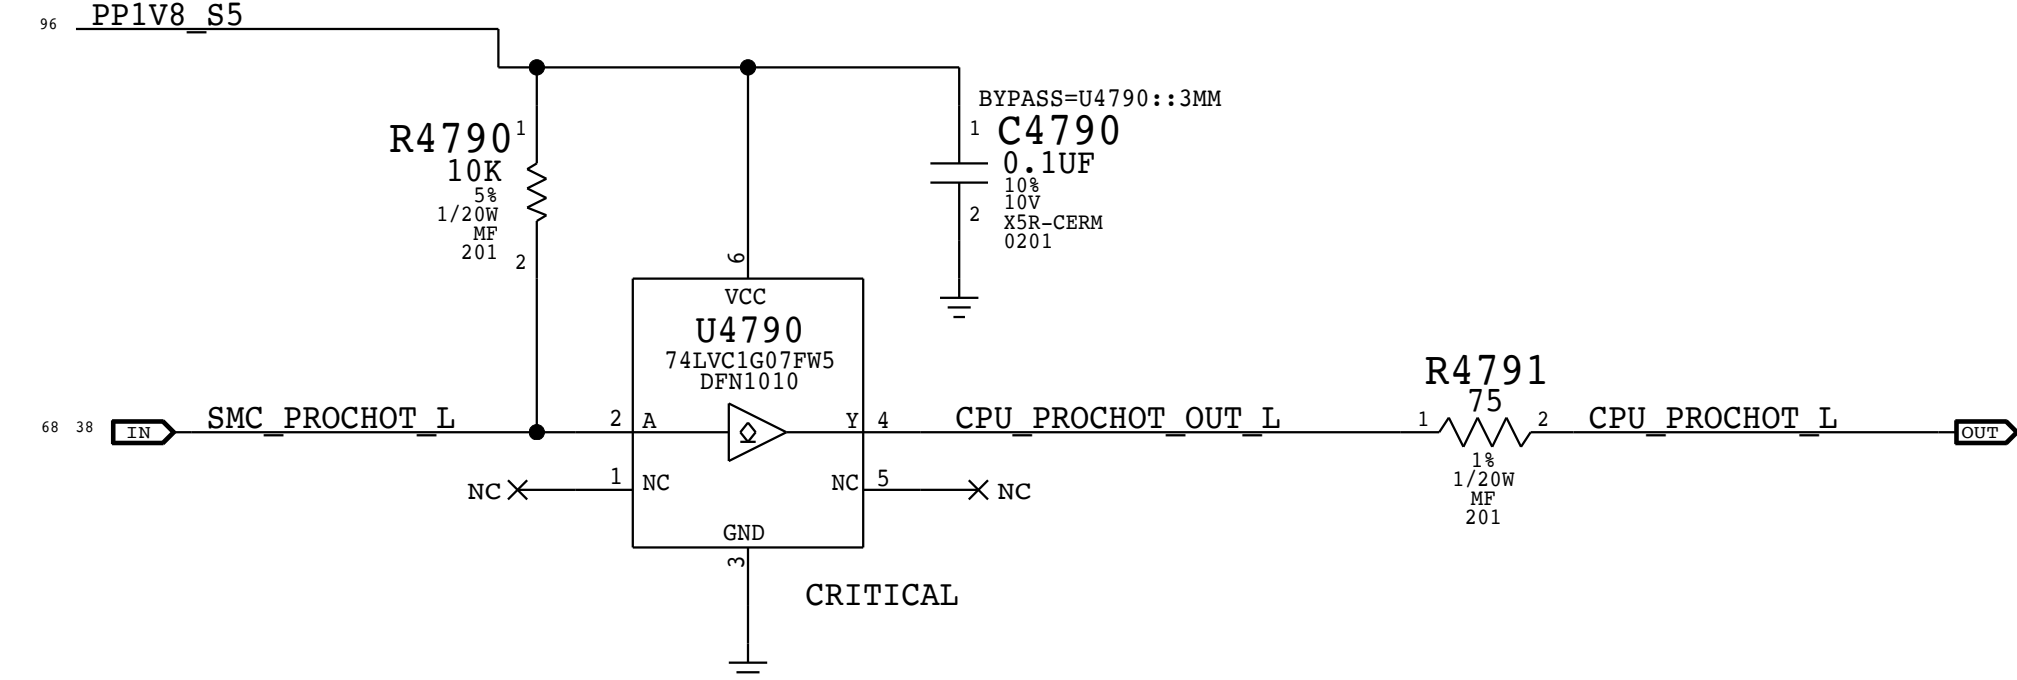 96 PP1V8_S5
BYPASS=U4790::3MM
R4790 1
10K
5%
1/20W
MF
201
2
1 C4790
0.1UF
10%
10V
2
X5R-CERM
0201
6
VCC
U4790
74LVC1G07FW5
DFN1010
R4791
75
68 38 IN SMC_PROCHOT_L 2 A Y 4 CPU_PROCHOT_OUT_L 1 2 CPU_PROCHOT_L OUT
1%
1/20W
MF
201
NC 1 NC NC 5 NC
GND
3
CRITICAL